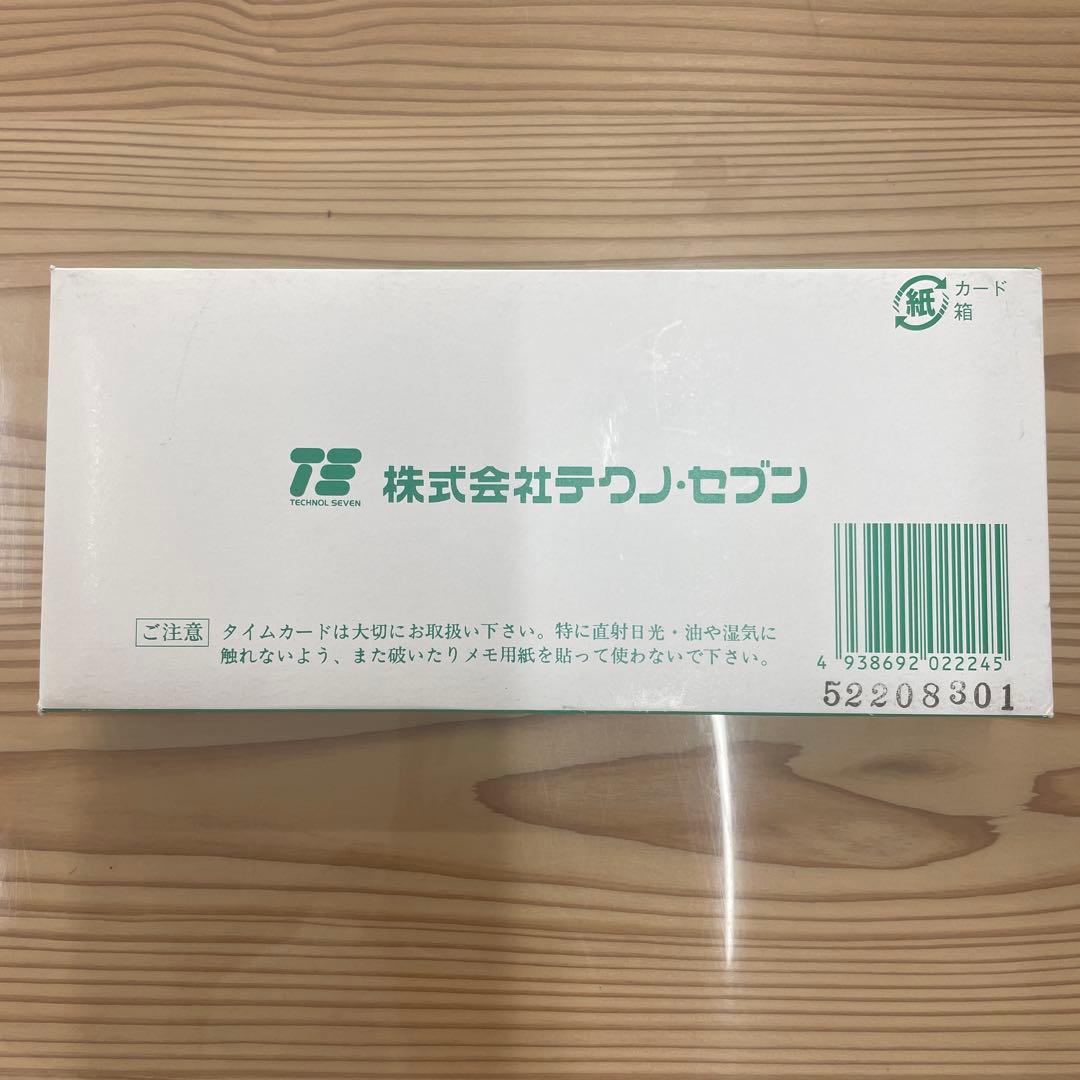 紙 カード
箱
TECHNOL SEVEN
株式会社テクノ・セブン
ご注意 タイムカードは大切にお取扱い下さい。特に直射日光・油や湿気に
触れないよう、また破いたりメモ用紙を貼って使わないで下さい。
4 938692 022245
52208301